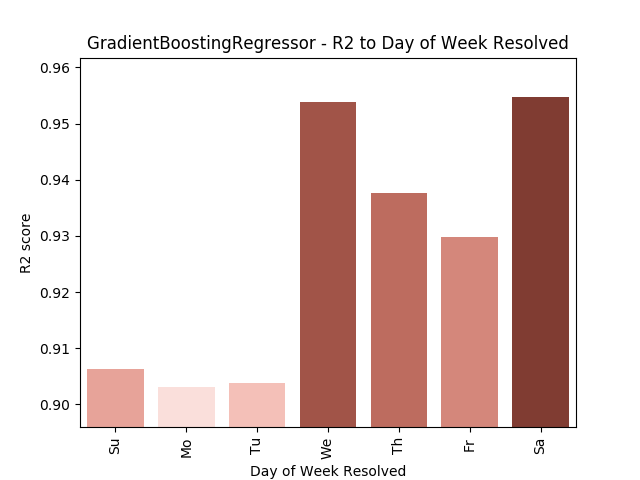 GradientBoostingRegressor - R2 to Day of Week Resolved
0.96
0.95
0.94
0.93
0.92
0.91
0.90
R2 score
Su
Mo
Tu
We
Th
Fr
Sa
Day of Week Resolved